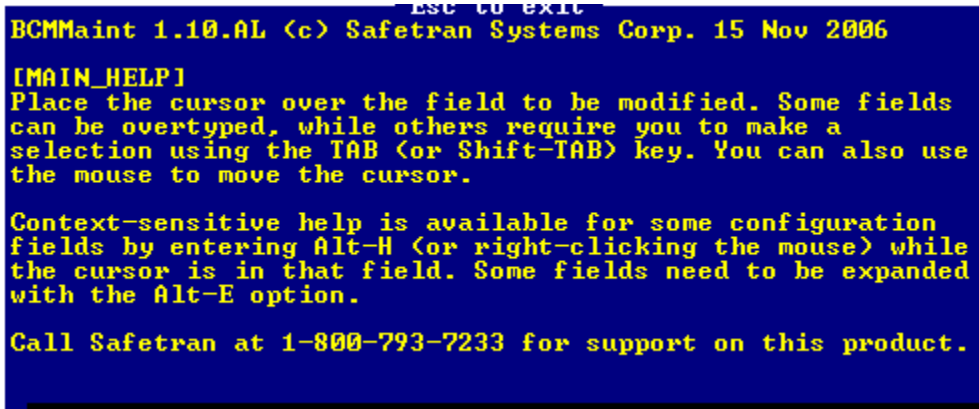 Esc to exit
BCMMaint 1.10.AL (c) Safetran Systems Corp. 15 Nov 2006
[MAIN_HELP]
Place the cursor over the field to be modified. Some fields
can be overtyped, while others require you to make a
selection using the TAB (or Shift-TAB) key. You can also use
the mouse to move the cursor.
Context-sensitive help is available for some configuration
fields by entering Alt-H (or right-clicking the mouse) while
the cursor is in that field. Some fields need to be expanded
with the Alt-E option.
Call Safetran at 1-800-793-7233 for support on this product.